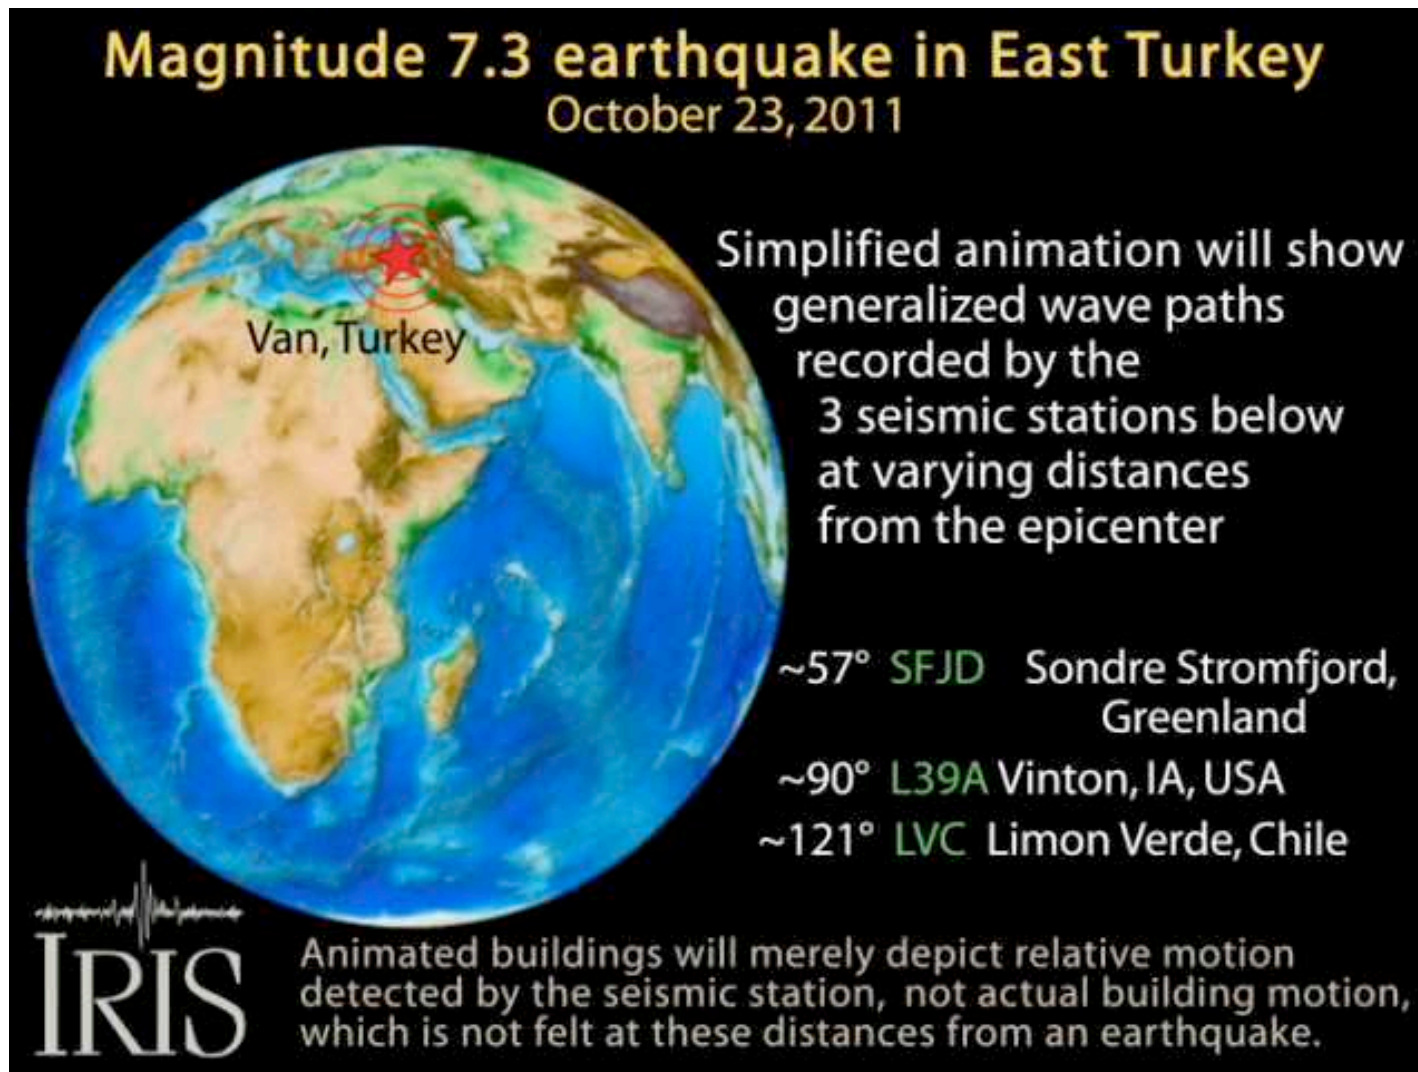 Magnitude 7.3 earthquake in East Turkey
October 23, 2011
Van, Turkey
Simplified animation will show
generalized wave paths
recorded by the
3 seismic stations below
at varying distances
from the epicenter
~57° SFJD Sondre Stromfjord,
Greenland
~90° L39A Vinton, IA, USA
~121° LVC Limon Verde, Chile
IRIS
Animated buildings will merely depict relative motion
detected by the seismic station, not actual building motion,
which is not felt at these distances from an earthquake.